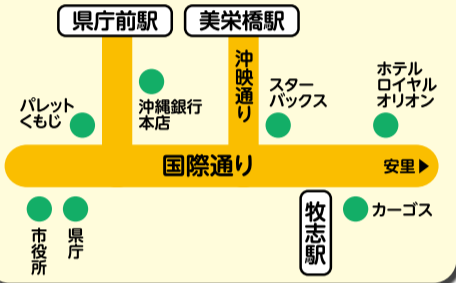 県庁前駅
美栄橋駅
沖映通り
パレット
くもじ
沖縄銀行
本店
スター
バックス
ホテル
ロイヤル
オリオン
国際通り
安里▶
市役所
県庁
牧志駅
カーゴス